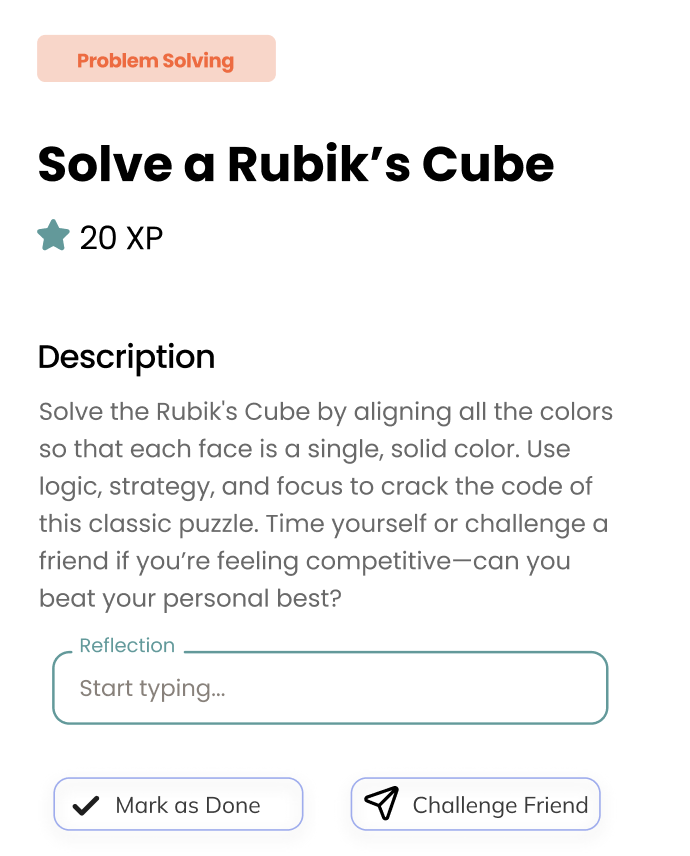 Problem Solving
Solve a Rubik’s Cube
20 XP
Description
Solve the Rubik's Cube by aligning all the colors
so that each face is a single, solid color. Use
logic, strategy, and focus to crack the code of
this classic puzzle. Time yourself or challenge a
friend if you’re feeling competitive—can you
beat your personal best?
Reflection
Start typing...
Mark as Done
Challenge Friend